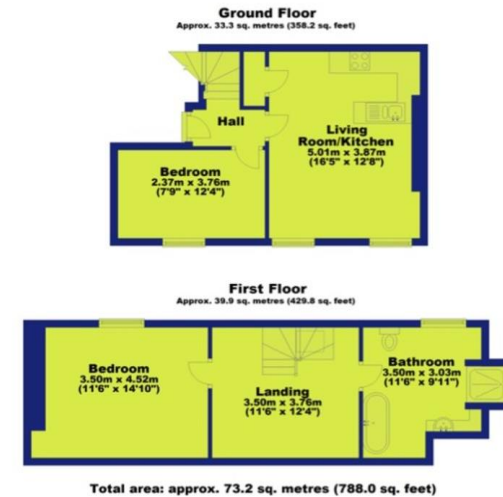 Ground Floor
Approx. 33.3 sq. metres (358.2 sq. feet)
Hall
Living
Room/Kitchen
5.01m x 3.87m
(16'5" x 12'8")
Bedroom
2.37m x 3.76m
(7'9" x 12'4")
First Floor
Approx. 39.9 sq. metres (429.8 sq. feet)
Bedroom
3.50m x 4.52m
(11'6" x 14'10")
Landing
3.50m x 3.76m
(11'6" x 12'4")
Bathroom
3.50m x 3.03m
(11'6" x 9'11")
Total area: approx. 73.2 sq. metres (788.0 sq. feet)